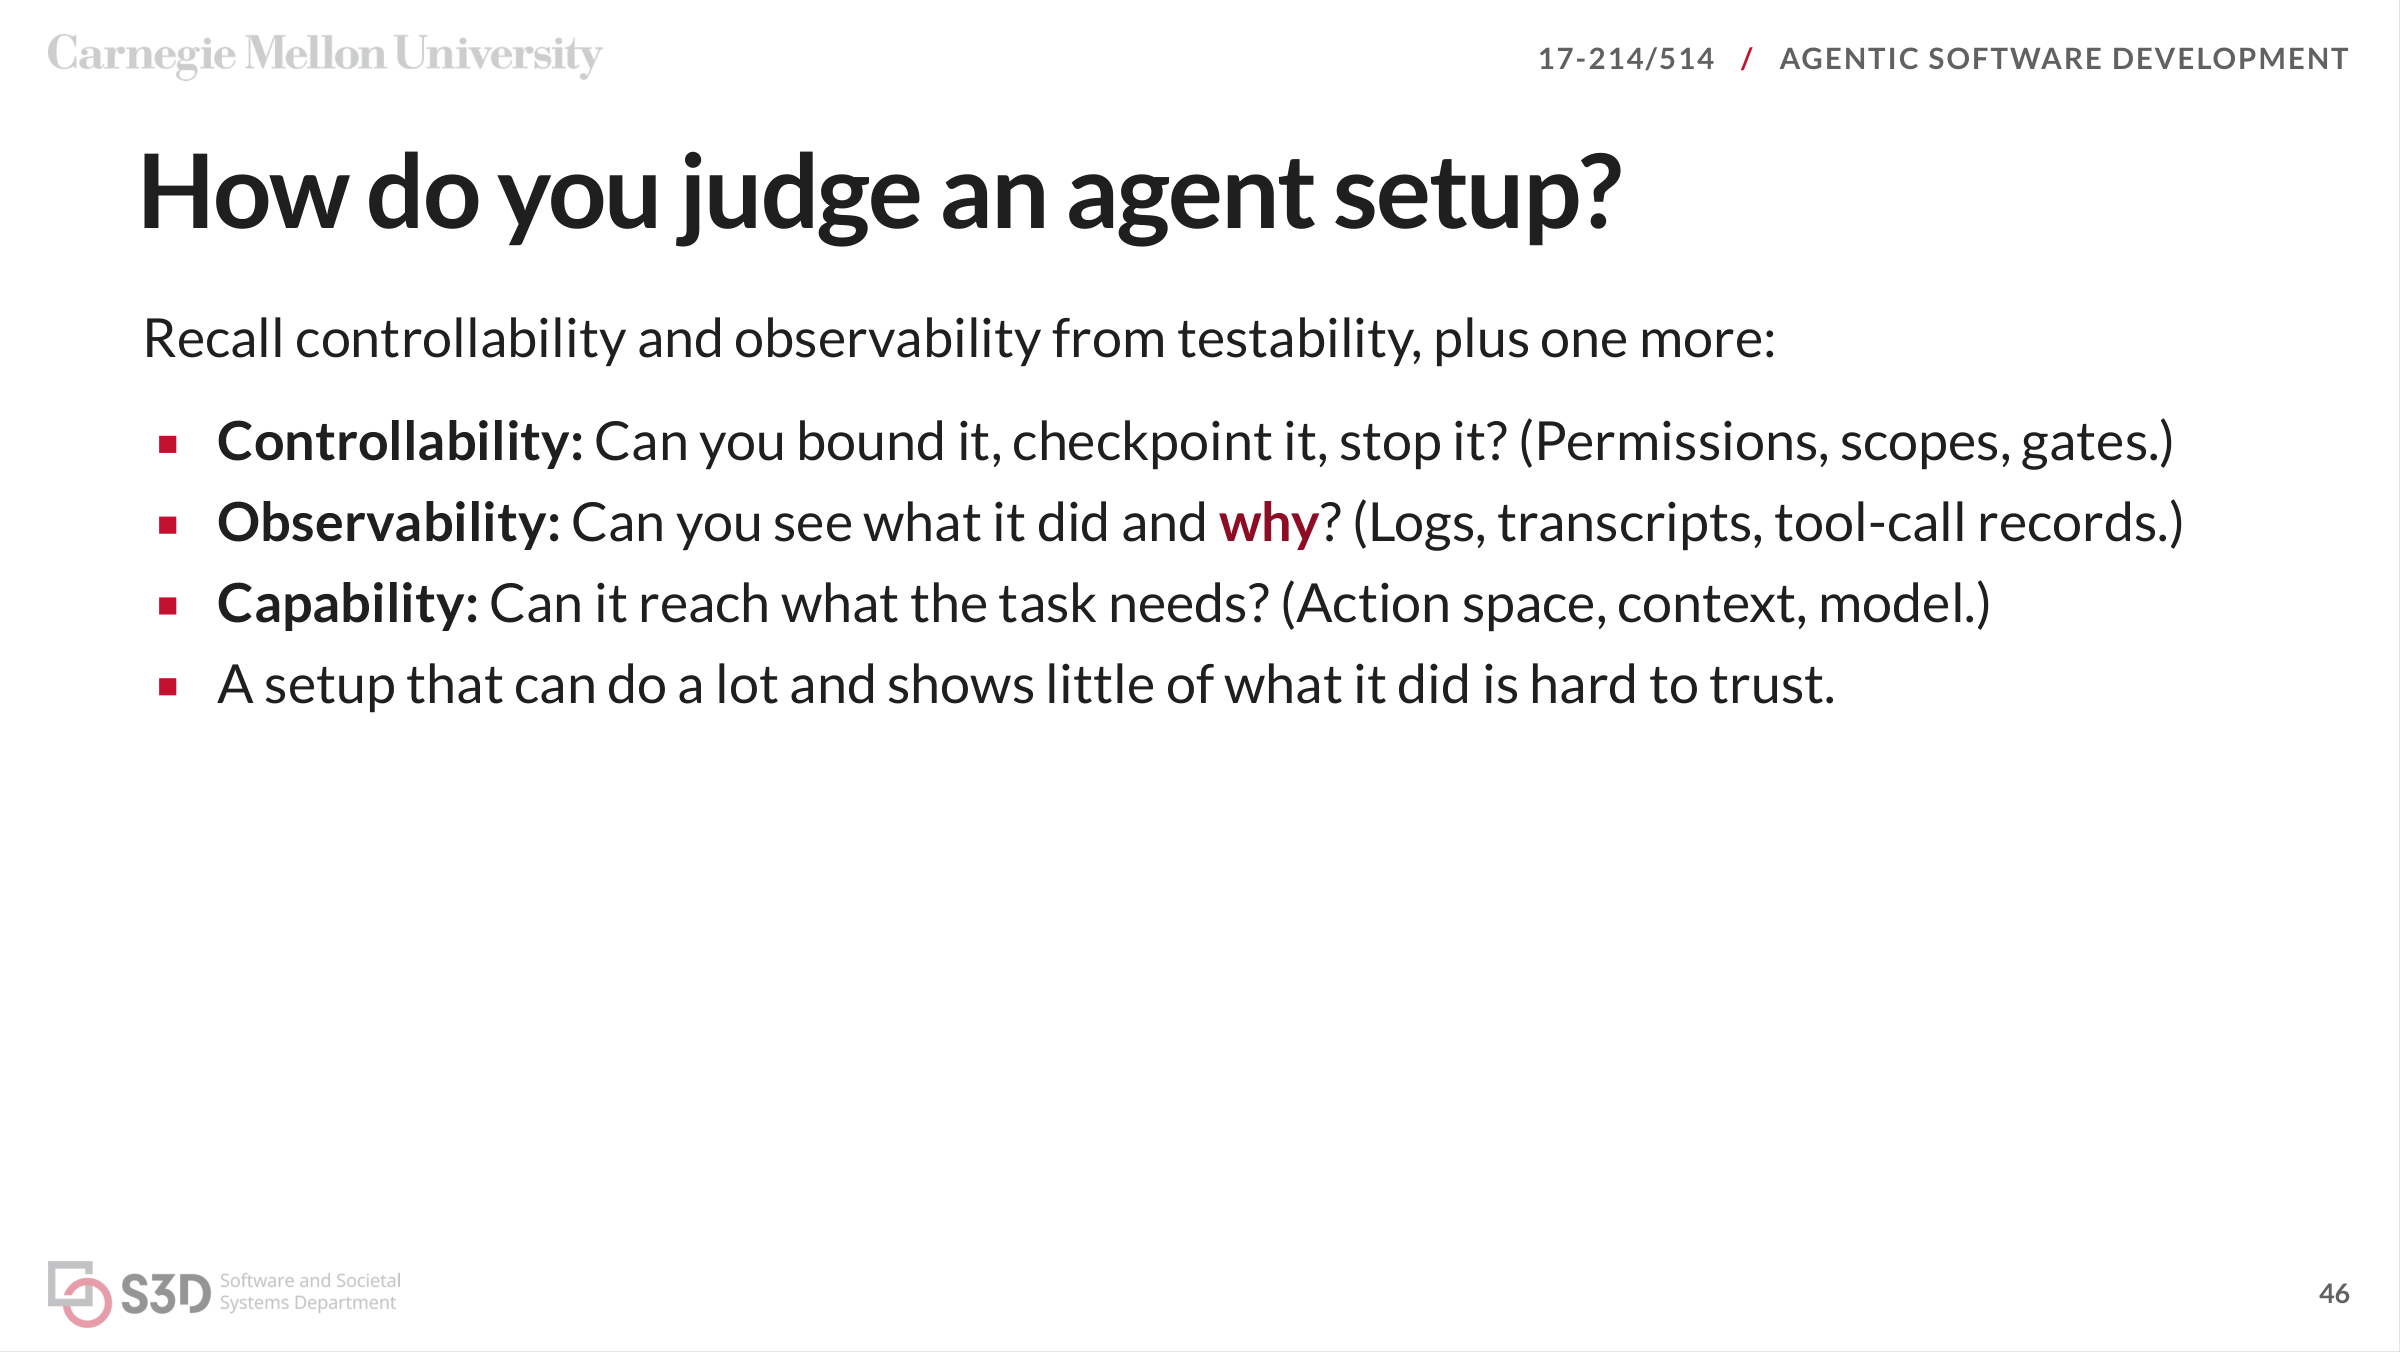 Carnegie Mellon University
17-214/514 / AGENTIC SOFTWARE DEVELOPMENT
How do you judge an agent setup?
Recall controllability and observability from testability, plus one more:
▪ Controllability: Can you bound it, checkpoint it, stop it? (Permissions, scopes, gates.)
▪ Observability: Can you see what it did and why? (Logs, transcripts, tool-call records.)
▪ Capability: Can it reach what the task needs? (Action space, context, model.)
▪ A setup that can do a lot and shows little of what it did is hard to trust.
S3D Software and Societal
Systems Department
46